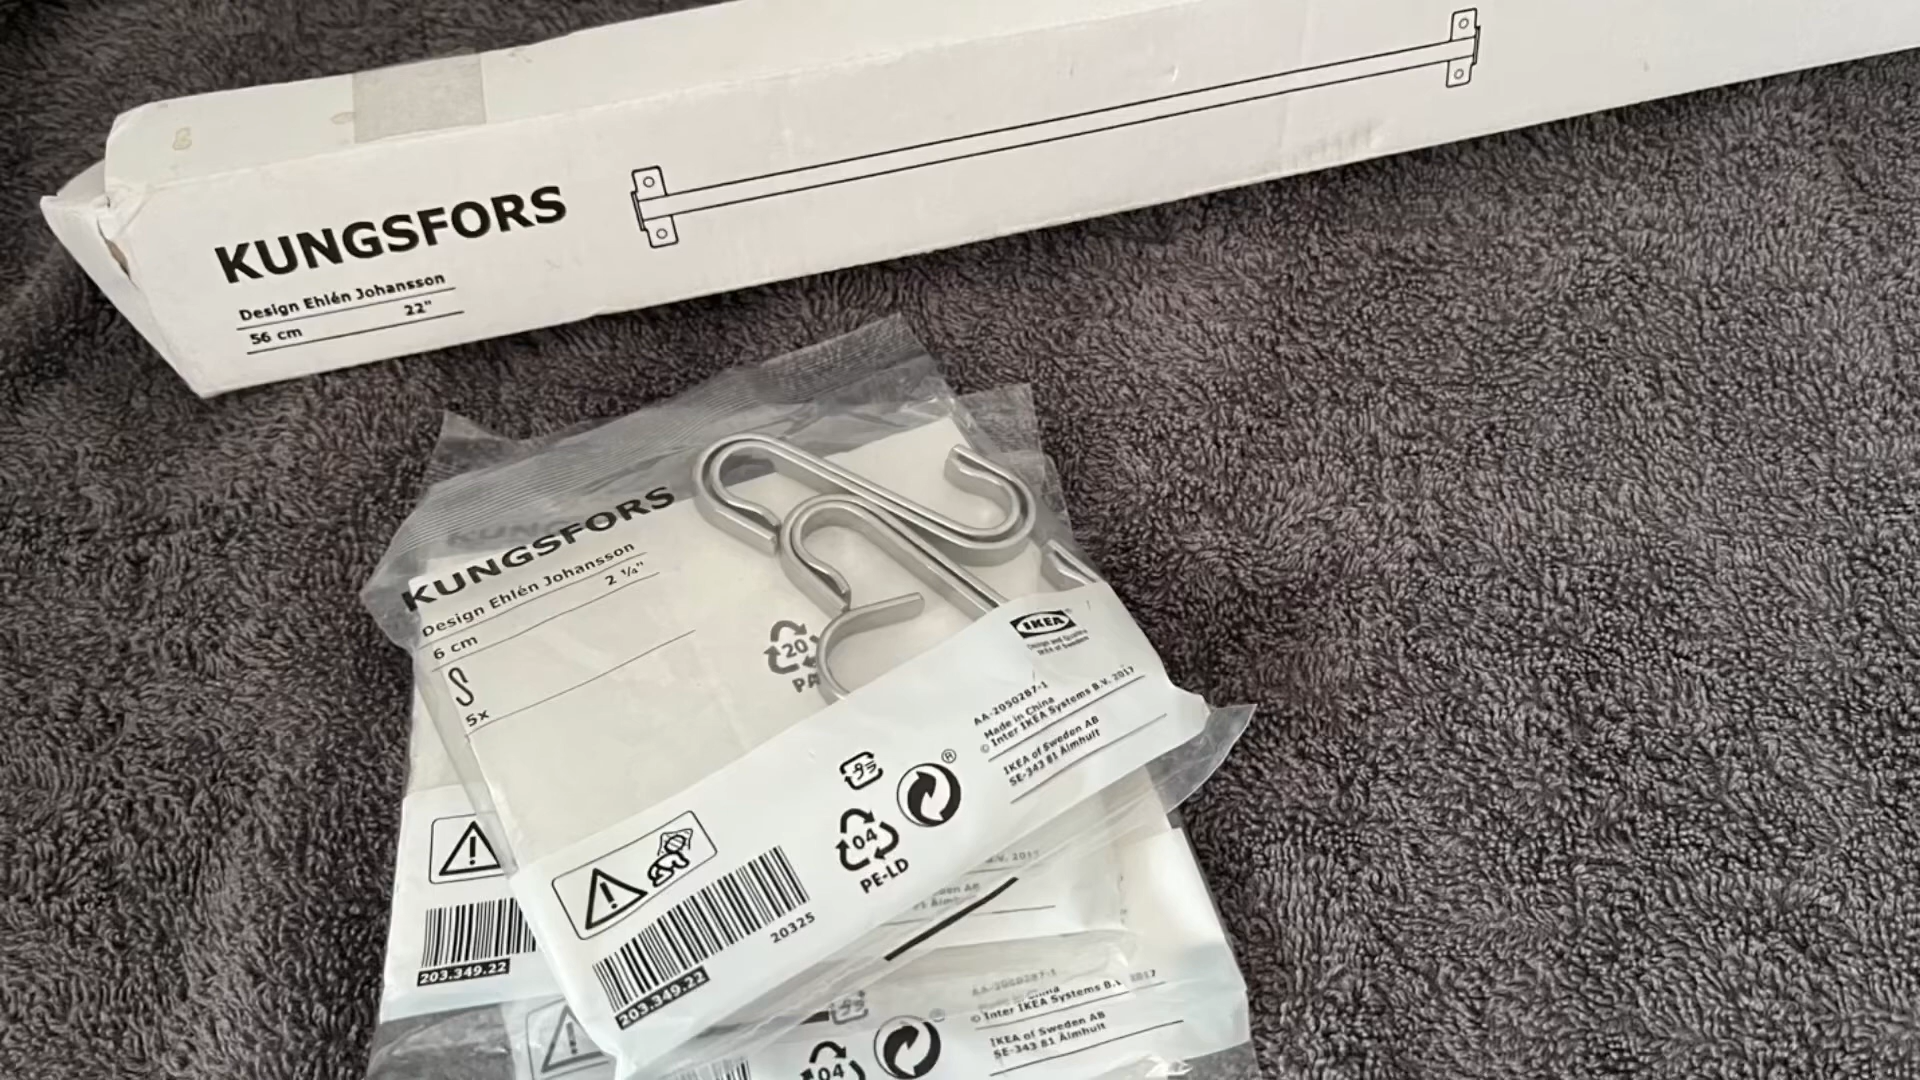 KUNGSFORS
Design Ehlén Johansson
56 cm 22"
KUNGSFORS
Design Ehlén Johansson
6 cm 2 ¼"
5x
20
PA
IKEA
AA-2050287-1
Made in China
© Inter IKEA Systems B.V. 2017
IKEA of Sweden AB
SE-343 81 Älmhult
®
04
PE-LD
20325
203.349.22
203.349.22
© Inter IKEA Systems B.V. 2017
IKEA of Sweden AB
SE-343 81 Älmhult
04